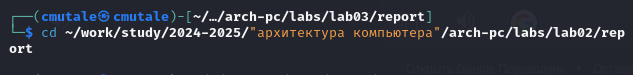 ┌──(cmutale㉿cmutale)-[~/…/arch-pc/labs/lab03/report]
└─$ cd ~/work/study/2024-2025/"архитектура компьютера"/arch-pc/labs/lab02/rep
ort